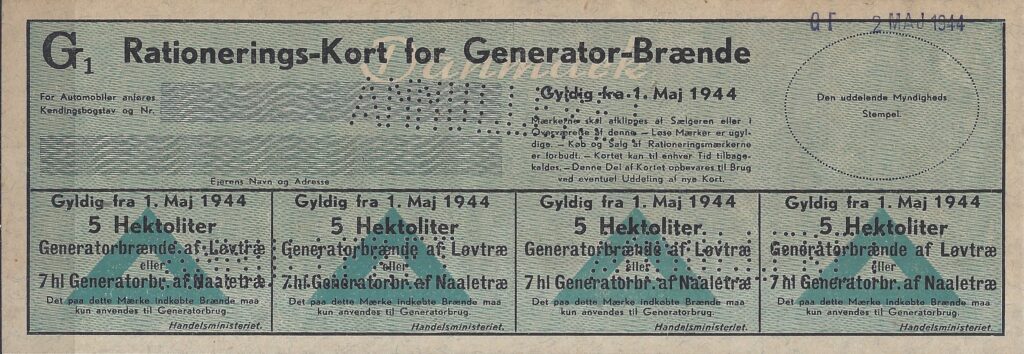 GF 2 MAJ 1944
G1 Rationerings-Kort for Generator-Brænde
Danmark
For Automobiler anføres
Kendingsbogstav og Nr.
ANNULLERET
Ejerens Navn og Adresse
Gyldig fra 1. Maj 1944
Mærkerne skal afklippes af Sælgeren eller i
Overværelse af denne — Løse Mærker er ugyl-
dige. — Køb og Salg af Rationeringsmærkerne
er forbudt. — Kortet kan til enhver Tid tilbage-
kaldes. — Denne Del af Kortet opbevares til Brug
ved eventuel Uddeling af nye Kort.
Den uddelende Myndigheds
Stempel.
Gyldig fra 1. Maj 1944
5 Hektoliter
Generatorbrænde af Løvtræ
eller
7 hl Generatorbr. af Naaletræ
Det paa dette Mærke indkøbte Brænde maa
kun anvendes til Generatorbrug.
Handelsministeriet.
Gyldig fra 1. Maj 1944
5 Hektoliter
Generatorbrænde af Løvtræ
eller
7 hl Generatorbr. af Naaletræ
Det paa dette Mærke indkøbte Brænde maa
kun anvendes til Generatorbrug.
Handelsministeriet.
Gyldig fra 1. Maj 1944
5 Hektoliter
Generatorbrænde af Løvtræ
eller
7 hl Generatorbr. af Naaletræ
Det paa dette Mærke indkøbte Brænde maa
kun anvendes til Generatorbrug.
Handelsministeriet.
Gyldig fra 1. Maj 1944
5 Hektoliter
Generatorbrænde af Løvtræ
eller
7 hl Generatorbr. af Naaletræ
Det paa dette Mærke indkøbte Brænde maa
kun anvendes til Generatorbrug.
Handelsministeriet.